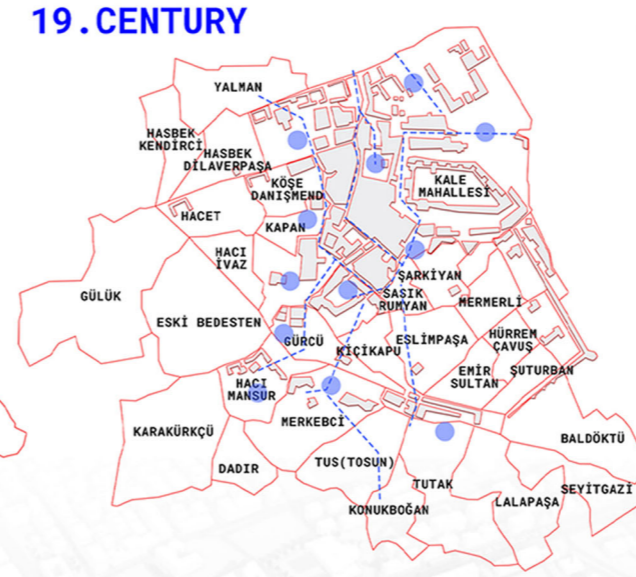 19.CENTURY
YALMAN
HASBEK
KENDİRCİ
HASBEK
DİLAVERPAŞA
KÖŞE
DANIŞMEND
KALE
MAHALLESİ
HACET
KAPAN
HACI
İVAZ
ŞARKİYAN
GÜLÜK
SASIK
RUMYAN
MERMERLİ
ESKİ BEDESTEN
GÜRCÜ
KİÇİKAPU
ESLİMPAŞA
HÜRREM
ÇAVUŞ
EMİR
SULTAN
ŞUTURBAN
HACI
MANSUR
MERKEBCİ
KARAKÜRKÇÜ
BALDÖKTÜ
DADIR
TUS(TOSUN)
TUTAK
SEYİTGAZİ
LALAPAŞA
KONUKBOĞAN